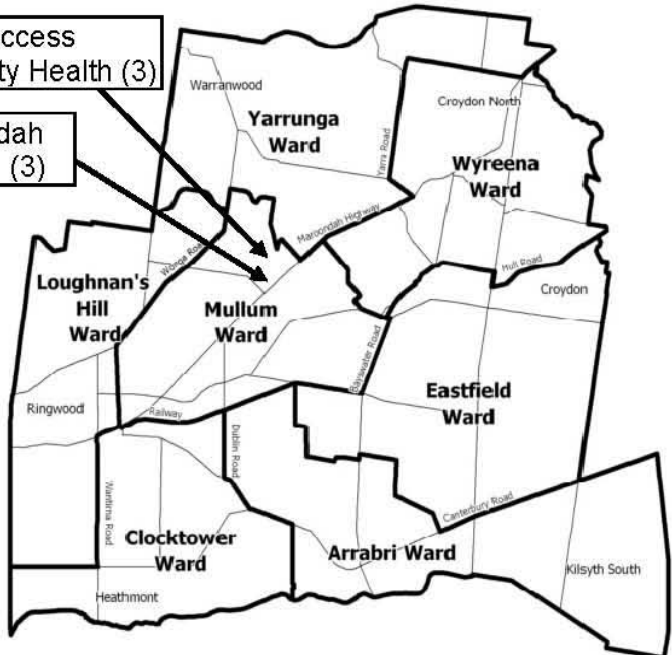 ccess
ty Health (3)
dah
(3)
Warranwood
Yarrunga
Ward
Yarra Road
Croydon North
Wyreena
Ward
Maroondah Highway
Wonga Road
Hull Road
Loughnan's
Hill
Ward
Mullum
Ward
Croydon
Bayswater Road
Eastfield
Ward
Ringwood
Railway
Dublin Road
Wantirna Road
Canterbury Road
Clocktower
Ward
Arrabri Ward
Kilsyth South
Heathmont